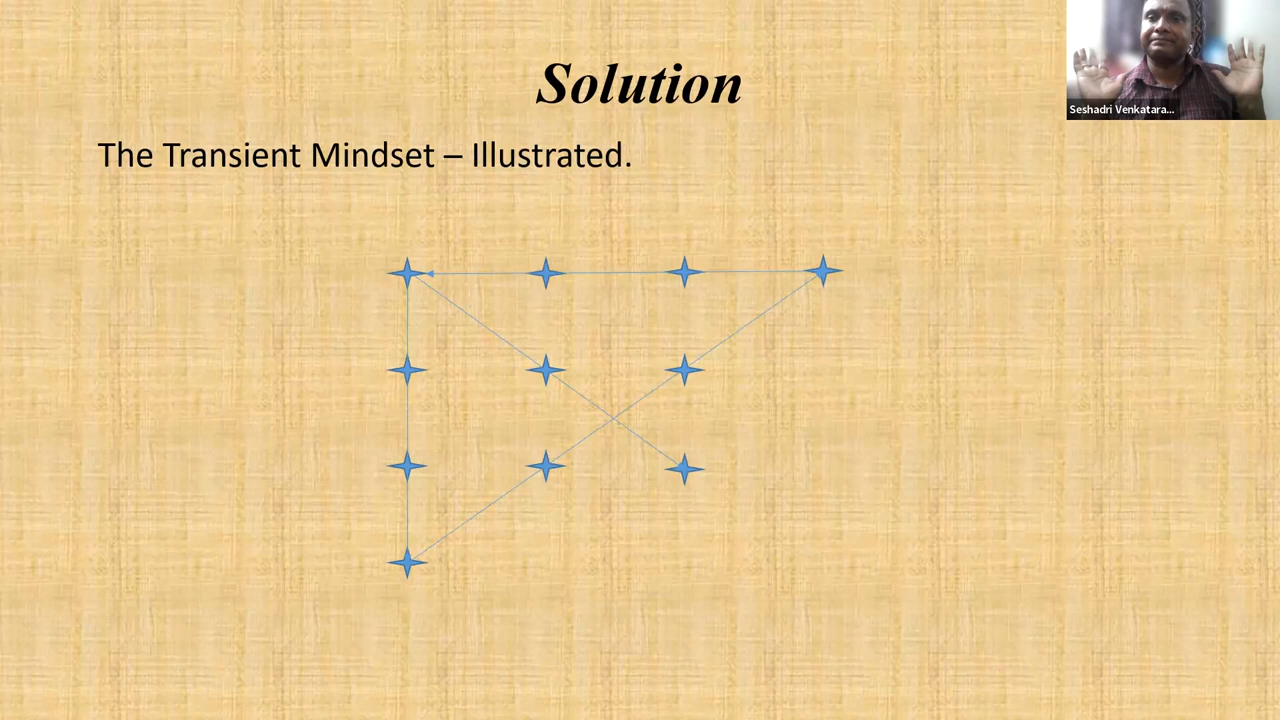 Solution
The Transient Mindset – Illustrated.
Seshadri Venkatara...